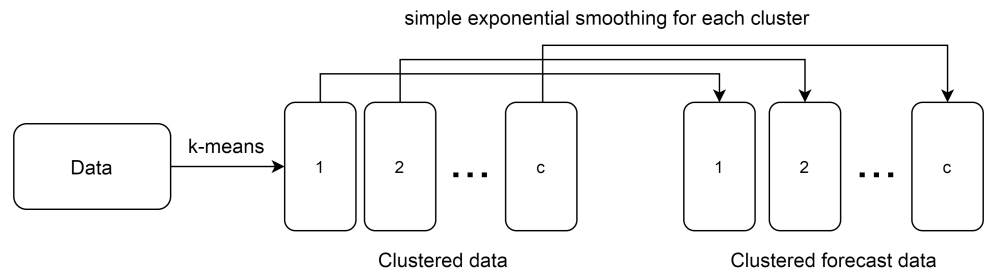 simple exponential smoothing for each cluster
Data
k-means
1
2
...
c
1
2
...
c
Clustered data
Clustered forecast data